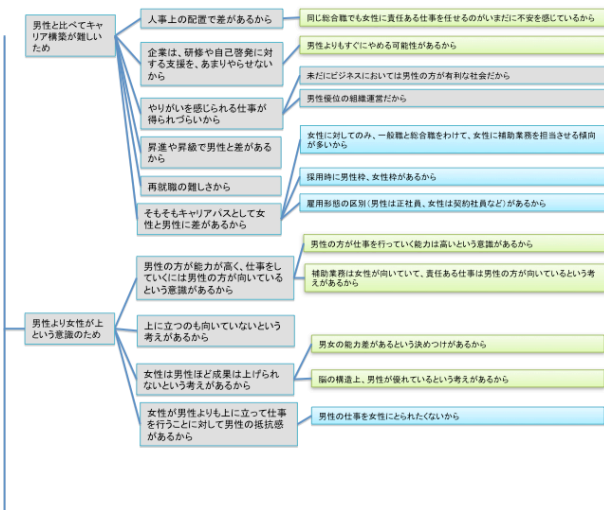 男性と比べてキャ
リア構築が難しい
ため
人事上の配置で差があるから
同じ総合職でも女性に責任ある仕事を任せるのがいまだに不安を感じているから
企業は、研修や自己啓発に対
する支援を、あまりやらせない
から
男性よりもすぐにやめる可能性があるから
やりがいを感じられる仕事が
得られづらいから
未だにビジネスにおいては男性の方が有利な社会だから
男性優位の組織運営だから
昇進や昇級で男性と差がある
から
再就職の難しさから
そもそもキャリアパスとして女
性と男性に差があるから
女性に対してのみ、一般職と総合職をわけて、女性に補助業務を担当させる傾向
が多いから
採用時に男性枠、女性枠があるから
雇用形態の区別(男性は正社員、女性は契約社員など)があるから
男性より女性が上
という意識のため
男性の方が能力が高く、仕事をし
ていくには男性の方が向いている
という意識があるから
男性の方が仕事を行っていく能力は高いという意識があるから
補助業務は女性が向いていて、責任ある仕事は男性の方が向いているという考
えがあるから
上に立つのも向いていないという
考えがあるから
女性は男性ほど成果は上げられ
ないという考えがあるから
男女の能力差があるという決めつけがあるから
脳の構造上、男性が優れているという考えがあるから
女性が男性よりも上に立って仕事
を行うことに対して男性の抵抗感
があるから
男性の仕事を女性にとられたくないから